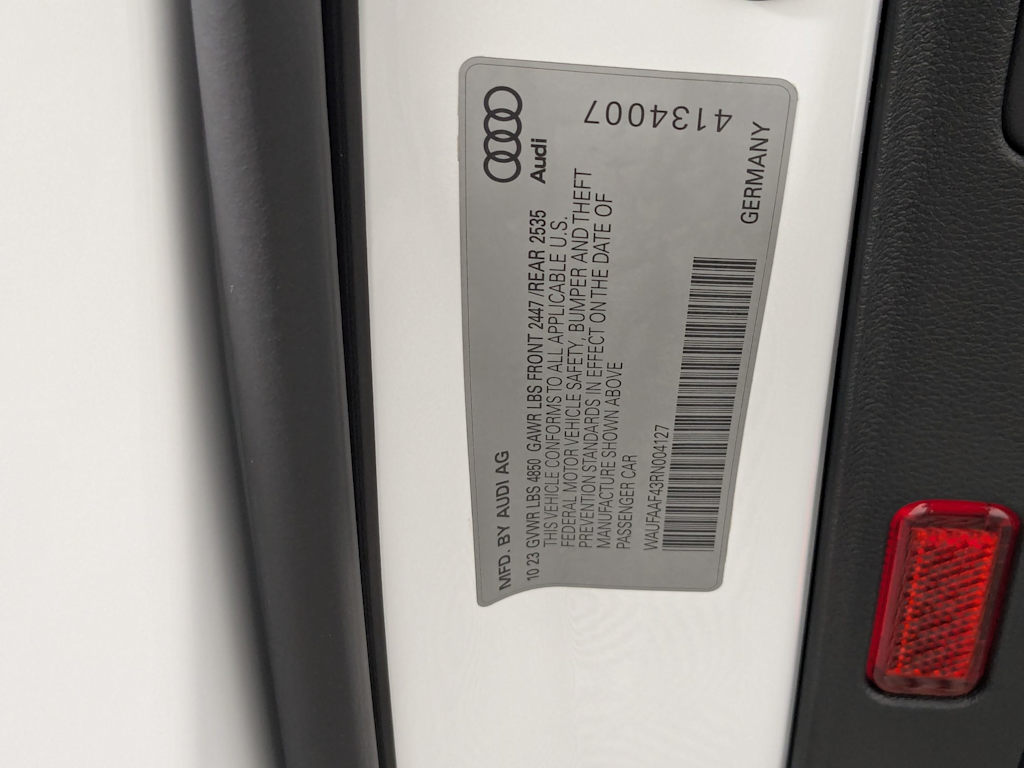 Audi
MFD. BY AUDI AG
10 23 GVWR LBS 4850 GAWR LBS FRONT 2447 / REAR 2535
THIS VEHICLE CONFORMS TO ALL APPLICABLE U.S.
FEDERAL MOTOR VEHICLE SAFETY, BUMPER AND THEFT
PREVENTION STANDARDS IN EFFECT ON THE DATE OF
MANUFACTURE SHOWN ABOVE
PASSENGER CAR
WAUFAAF43RN004127
GERMANY
4134007